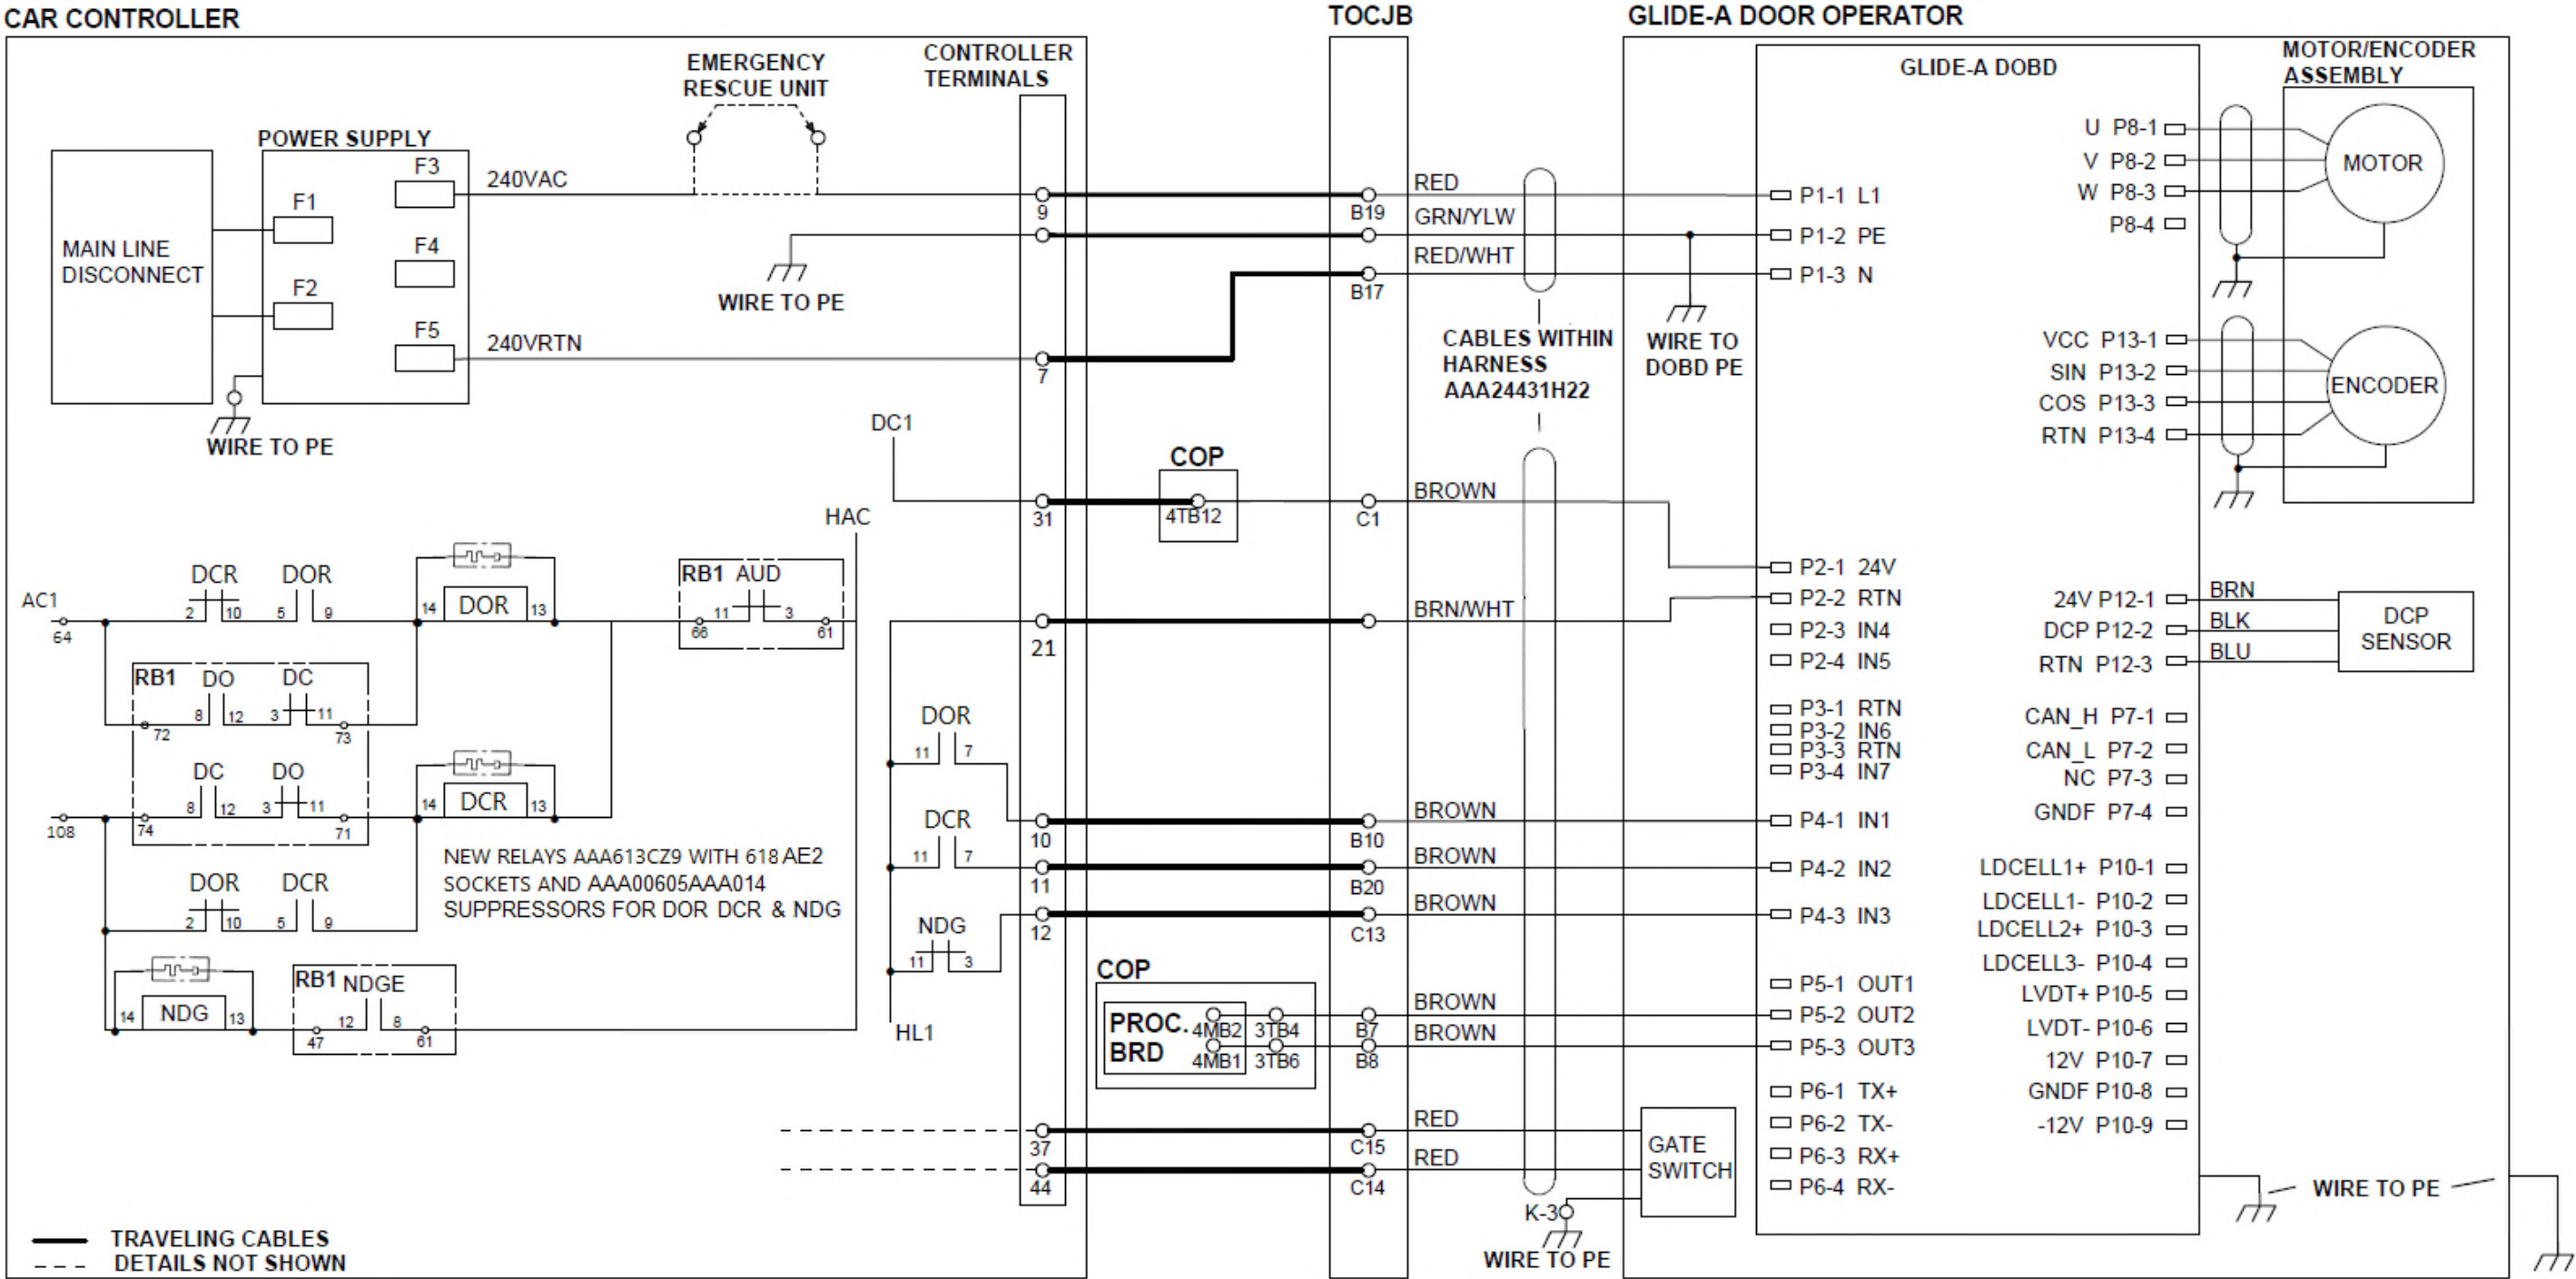 CAR CONTROLLER
TOCJB
GLIDE-A DOOR OPERATOR
EMERGENCY
RESCUE UNIT
CONTROLLER
TERMINALS
POWER SUPPLY
MAIN LINE
DISCONNECT
F1
F2
F3
F4
F5
240VAC
240VRTN
WIRE TO PE
WIRE TO PE
9
7
B19
B17
RED
GRN/YLW
RED/WHT
CABLES WITHIN
HARNESS
AAA24431H22
WIRE TO
DOBD PE
DC1
COP
4TB12
31
C1
BROWN
HAC
AC1
64
DCR
2
10
DOR
5
9
14
DOR
13
RB1 AUD
66
11
3
61
RB1
DO
DC
72
8
12
3
11
73
DC
DO
108
74
8
12
3
11
71
14
DCR
13
DOR
DCR
2
10
5
9
NEW RELAYS AAA613CZ9 WITH 618 AE2
SOCKETS AND AAA00605AAA014
SUPPRESSORS FOR DOR DCR & NDG
14
NDG
13
RB1 NDGE
47
12
8
61
21
BRN/WHT
DOR
11
7
DCR
11
7
NDG
11
3
HL1
10
11
12
B10
B20
C13
BROWN
BROWN
BROWN
COP
PROC.
BRD
4MB2
3TB4
B7
4MB1
3TB6
B8
BROWN
BROWN
37
44
C15
C14
RED
RED
GATE
SWITCH
K-3
WIRE TO PE
TRAVELING CABLES
DETAILS NOT SHOWN
GLIDE-A DOBD
P1-1 L1
P1-2 PE
P1-3 N
P2-1 24V
P2-2 RTN
P2-3 IN4
P2-4 IN5
P3-1 RTN
P3-2 IN6
P3-3 RTN
P3-4 IN7
P4-1 IN1
P4-2 IN2
P4-3 IN3
P5-1 OUT1
P5-2 OUT2
P5-3 OUT3
P6-1 TX+
P6-2 TX-
P6-3 RX+
P6-4 RX-
U P8-1
V P8-2
W P8-3
P8-4
VCC P13-1
SIN P13-2
COS P13-3
RTN P13-4
24V P12-1
DCP P12-2
RTN P12-3
CAN_H P7-1
CAN_L P7-2
NC P7-3
GNDF P7-4
LDCELL1+ P10-1
LDCELL1- P10-2
LDCELL2+ P10-3
LDCELL3- P10-4
LVDT+ P10-5
LVDT- P10-6
12V P10-7
GNDF P10-8
-12V P10-9
MOTOR/ENCODER
ASSEMBLY
MOTOR
ENCODER
BRN
BLK
BLU
DCP
SENSOR
WIRE TO PE